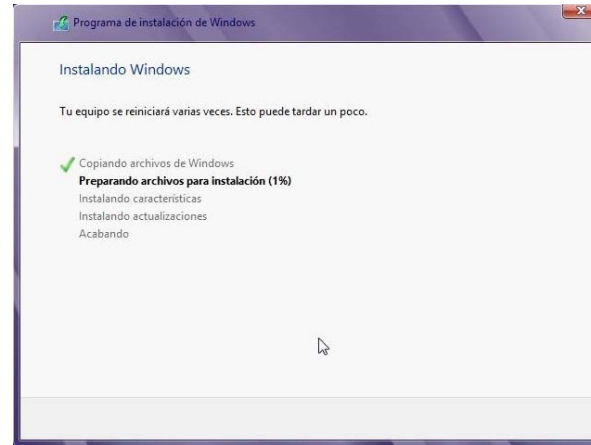 Programa de instalación de Windows
Instalando Windows
Tu equipo se reiniciará varias veces. Esto puede tardar un poco.
Copiando archivos de Windows
Preparando archivos para instalación (1%)
Instalando características
Instalando actualizaciones
Acabando